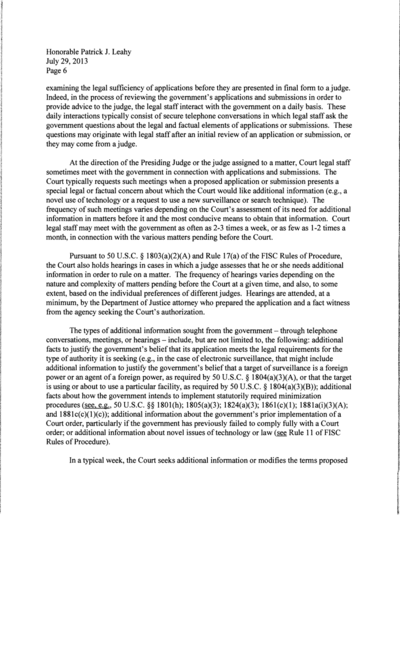 Honorable Patrick J. Leahy
July 29, 2013
Page 6
examining the legal sufficiency of applications before they are presented in final form to a judge.
Indeed, in the process of reviewing the government's applications and submissions in order to
provide advice to the judge, the legal staff interact with the government on a daily basis. These
daily interactions typically consist of secure telephone conversations in which legal staff ask the
government questions about the legal and factual elements of applications or submissions. These
questions may originate with legal staff after an initial review of an application or submission, or
they may come from a judge.
At the direction of the Presiding Judge or the judge assigned to a matter, Court legal staff
sometimes meet with the government in connection with applications and submissions. The
Court typically requests such meetings when a proposed application or submission presents a
special legal or factual concern about which the Court would like additional information (e.g., a
novel use of technology or a request to use a new surveillance or search technique). The
frequency of such meetings varies depending on the Court's assessment of its need for additional
information in matters before it and the most conducive means to obtain that information. Court
legal staff may meet with the government as often as 2-3 times a week, or as few as 1-2 times a
month, in connection with the various matters pending before the Court.
Pursuant to 50 U.S.C. § 1803(a)(2)(A) and Rule 17(a) of the FISC Rules of Procedure,
the Court also holds hearings in cases in which a judge assesses that he or she needs additional
information in order to rule on a matter. The frequency of hearings varies depending on the
nature and complexity of matters pending before the Court at a given time, and also, to some
extent, based on the individual preferences of different judges. Hearings are attended, at a
minimum, by the Department of Justice attorney who prepared the application and a fact witness
from the agency seeking the Court's authorization.
The types of additional information sought from the government – through telephone
conversations, meetings, or hearings – include, but are not limited to, the following: additional
facts to justify the government's belief that its application meets the legal requirements for the
type of authority it is seeking (e.g., in the case of electronic surveillance, that might include
additional information to justify the government's belief that a target of surveillance is a foreign
power or an agent of a foreign power, as required by 50 U.S.C. § 1804(a)(3)(A), or that the target
is using or about to use a particular facility, as required by 50 U.S.C. § 1804(a)(3)(B)); additional
facts about how the government intends to implement statutorily required minimization
procedures (see, e.g., 50 U.S.C. §§ 1801(h); 1805(a)(3); 1824(a)(3); 1861(c)(1); 1881a(i)(3)(A);
and 1881c(c)(1)(c)); additional information about the government's prior implementation of a
Court order, particularly if the government has previously failed to comply fully with a Court
order; or additional information about novel issues of technology or law (see Rule 11 of FISC
Rules of Procedure).
In a typical week, the Court seeks additional information or modifies the terms proposed